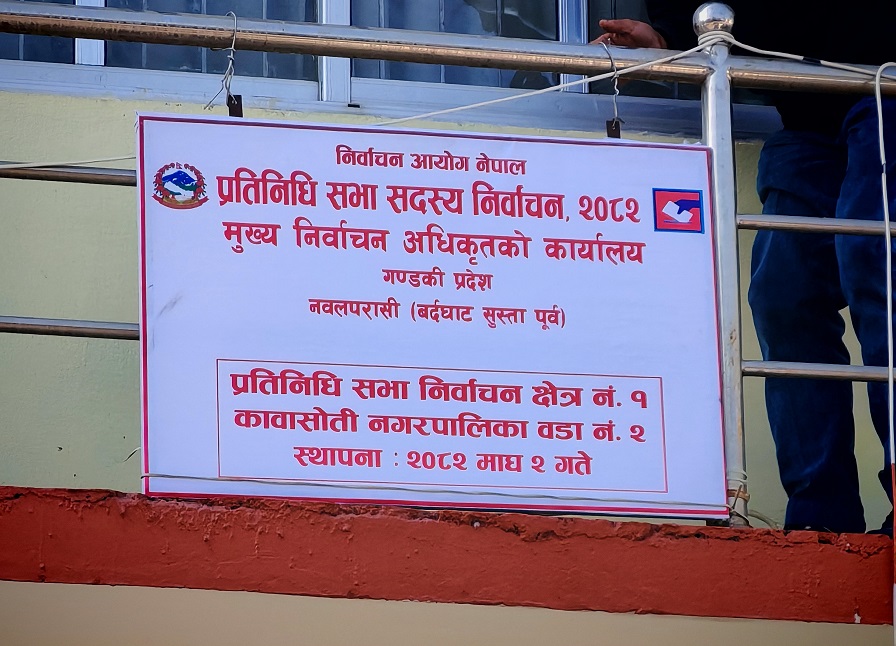 निर्वाचन आयोग नेपाल
प्रतिनिधि सभा सदस्य निर्वाचन, २०८२
मुख्य निर्वाचन अधिकृतको कार्यालय
गण्डकी प्रदेश
नवलपरासी (बर्दघाट सुस्ता पूर्व)
प्रतिनिधि सभा निर्वाचन क्षेत्र नं. १
कावासोती नगरपालिका वडा नं. २
स्थापना : २०८२ माघ २ गते